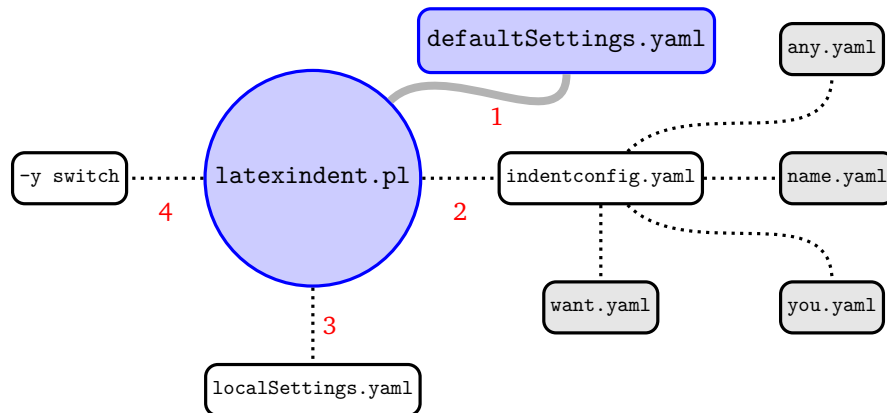 defaultSettings.yaml
any.yaml
1
-y switch
latexindent.pl
indentconfig.yaml
name.yaml
4
2
want.yaml
you.yaml
3
localSettings.yaml